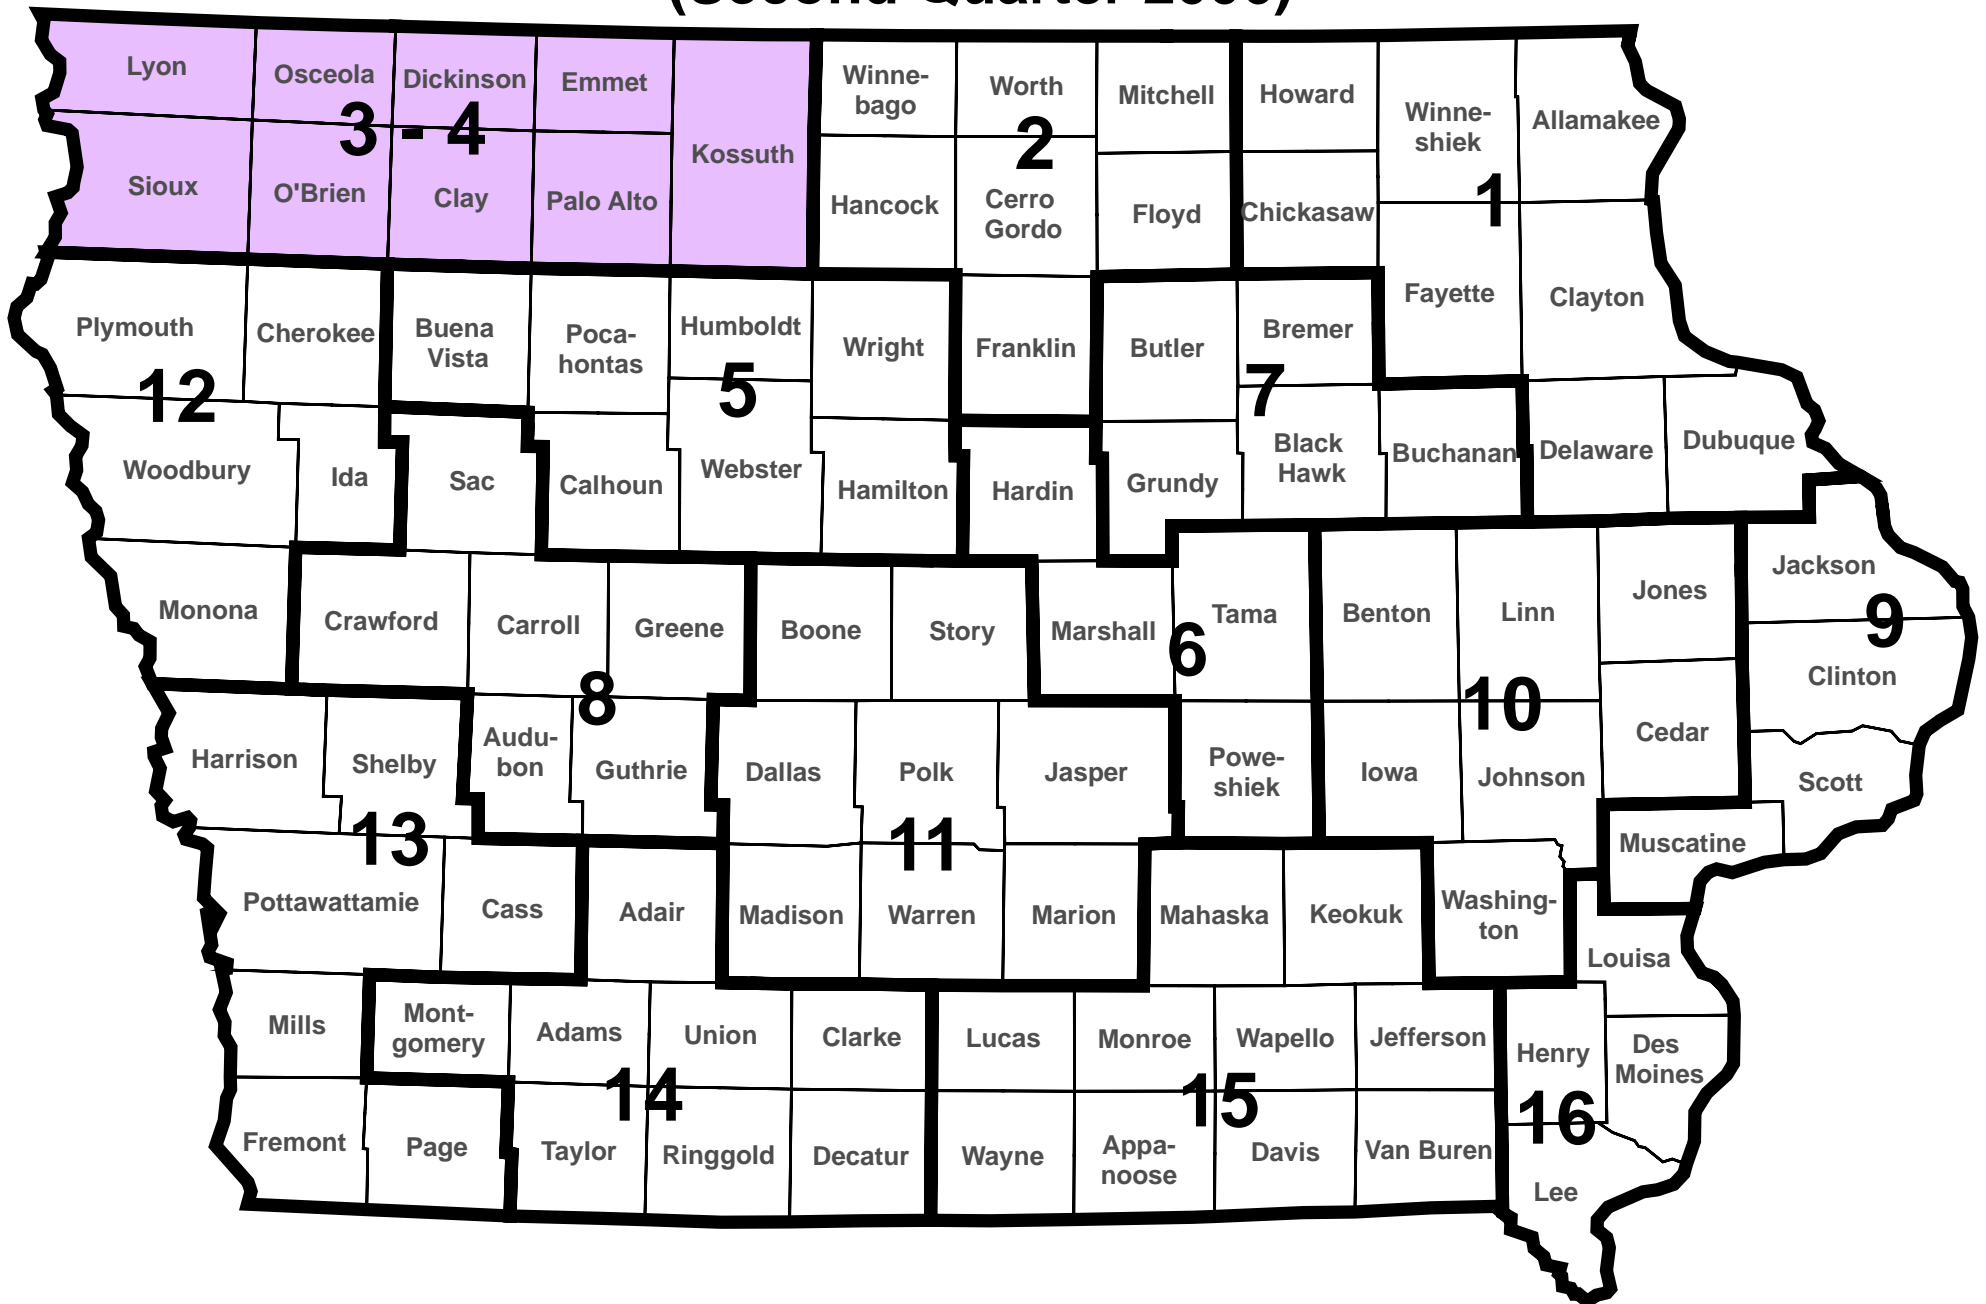 Lyon
Osceola
Dickinson
Emmet
Kossuth
3 - 4
Sioux
O'Brien
Clay
Palo Alto
Winne-
bago
Worth
Mitchell
2
Hancock
Cerro
Gordo
Floyd
Howard
Winne-
shiek
Allamakee
1
Chickasaw
Fayette
Clayton
Plymouth
Cherokee
12
Woodbury
Ida
Monona
Buena
Vista
Poca-
hontas
Humboldt
Wright
5
Calhoun
Webster
Hamilton
Franklin
Butler
Bremer
7
Grundy
Black
Hawk
Buchanan
Delaware
Dubuque
Sac
Crawford
Carroll
Greene
8
Audu-
bon
Guthrie
Hardin
Marshall
6
Tama
Powe-
shiek
Boone
Story
Dallas
Polk
Jasper
11
Madison
Warren
Marion
Benton
Linn
Jones
10
Iowa
Johnson
Cedar
Washing-
ton
Jackson
9
Clinton
Scott
Muscatine
Harrison
Shelby
13
Pottawattamie
Cass
Mills
Fremont
Page
Adair
Mont-
gomery
Adams
Union
Clarke
14
Taylor
Ringgold
Decatur
Mahaska
Keokuk
Lucas
Monroe
Wapello
Jefferson
15
Wayne
Appa-
noose
Davis
Van Buren
Louisa
Henry
Des
Moines
16
Lee